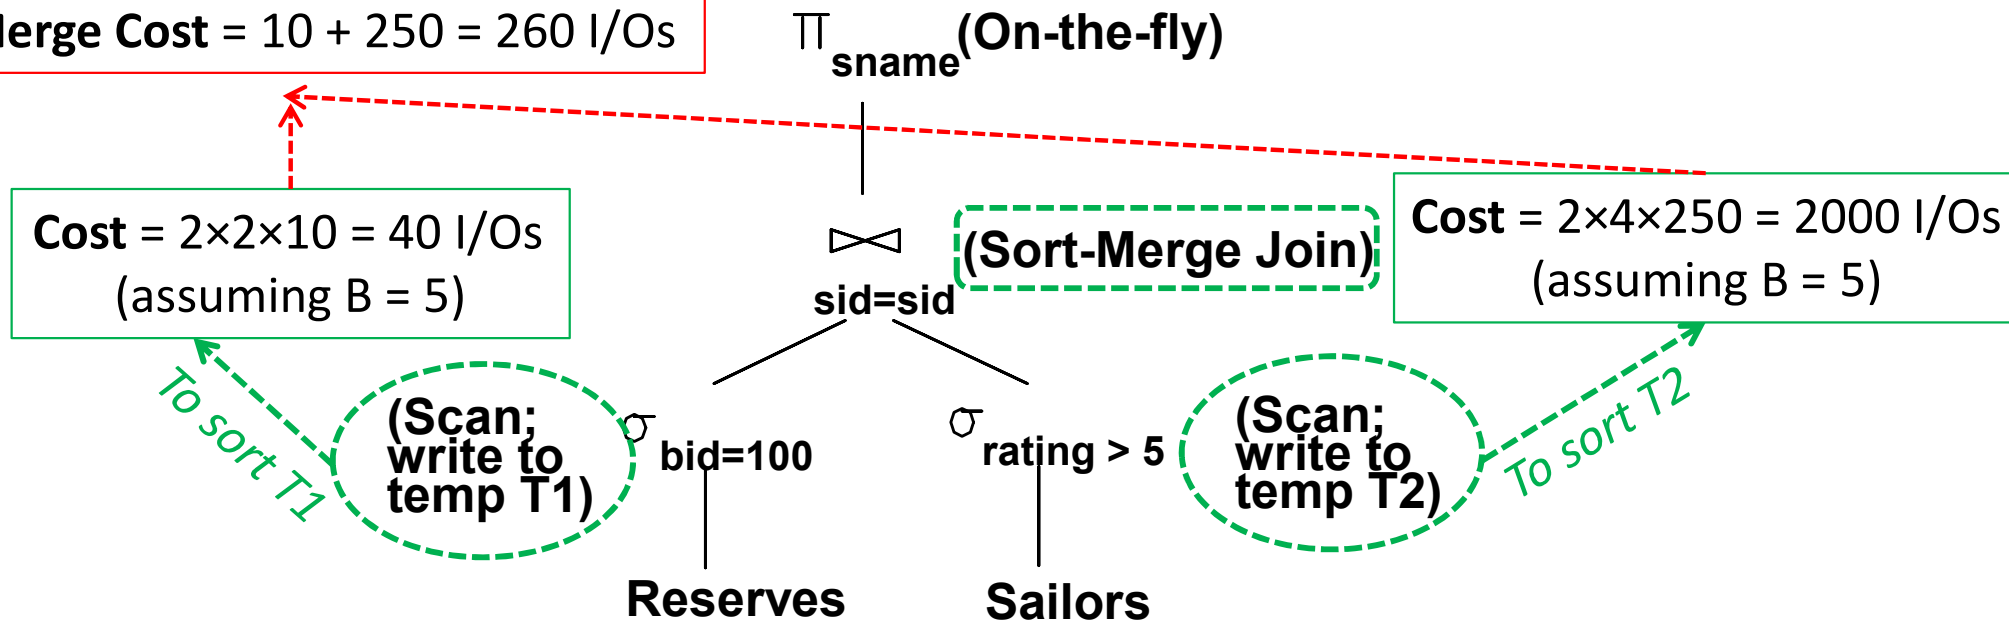 Merge Cost = 10 + 250 = 260 I/Os
∏ sname (On-the-fly)
Cost = 2×2×10 = 40 I/Os
(assuming B = 5)
(Sort-Merge Join)
sid=sid
Cost = 2×4×250 = 2000 I/Os
(assuming B = 5)
To sort T1
(Scan;
write to
temp T1)
σ bid=100
σ rating > 5
(Scan;
write to
temp T2)
To sort T2
Reserves
Sailors